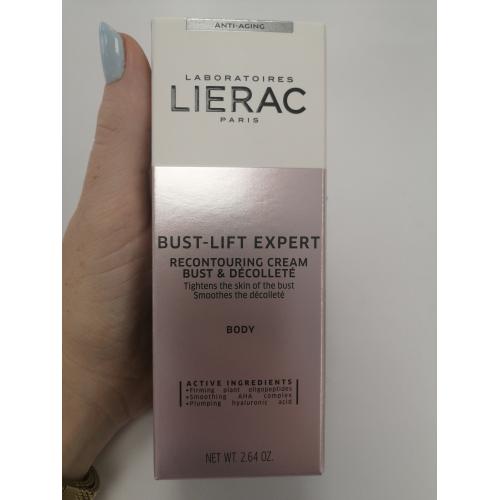 ANTI-AGING
LABORATOIRES
LIERAC
PARIS
BUST-LIFT EXPERT
RECONTOURING CREAM
BUST & DÉCOLLETÉ
Tightens the skin of the bust
Smoothes the décolleté
BODY
ACTIVE INGREDIENTS
•Firming plant oligopeptides
•Smoothing AHA complex
•Plumping hyaluronic acid
NET WT. 2.64 OZ.